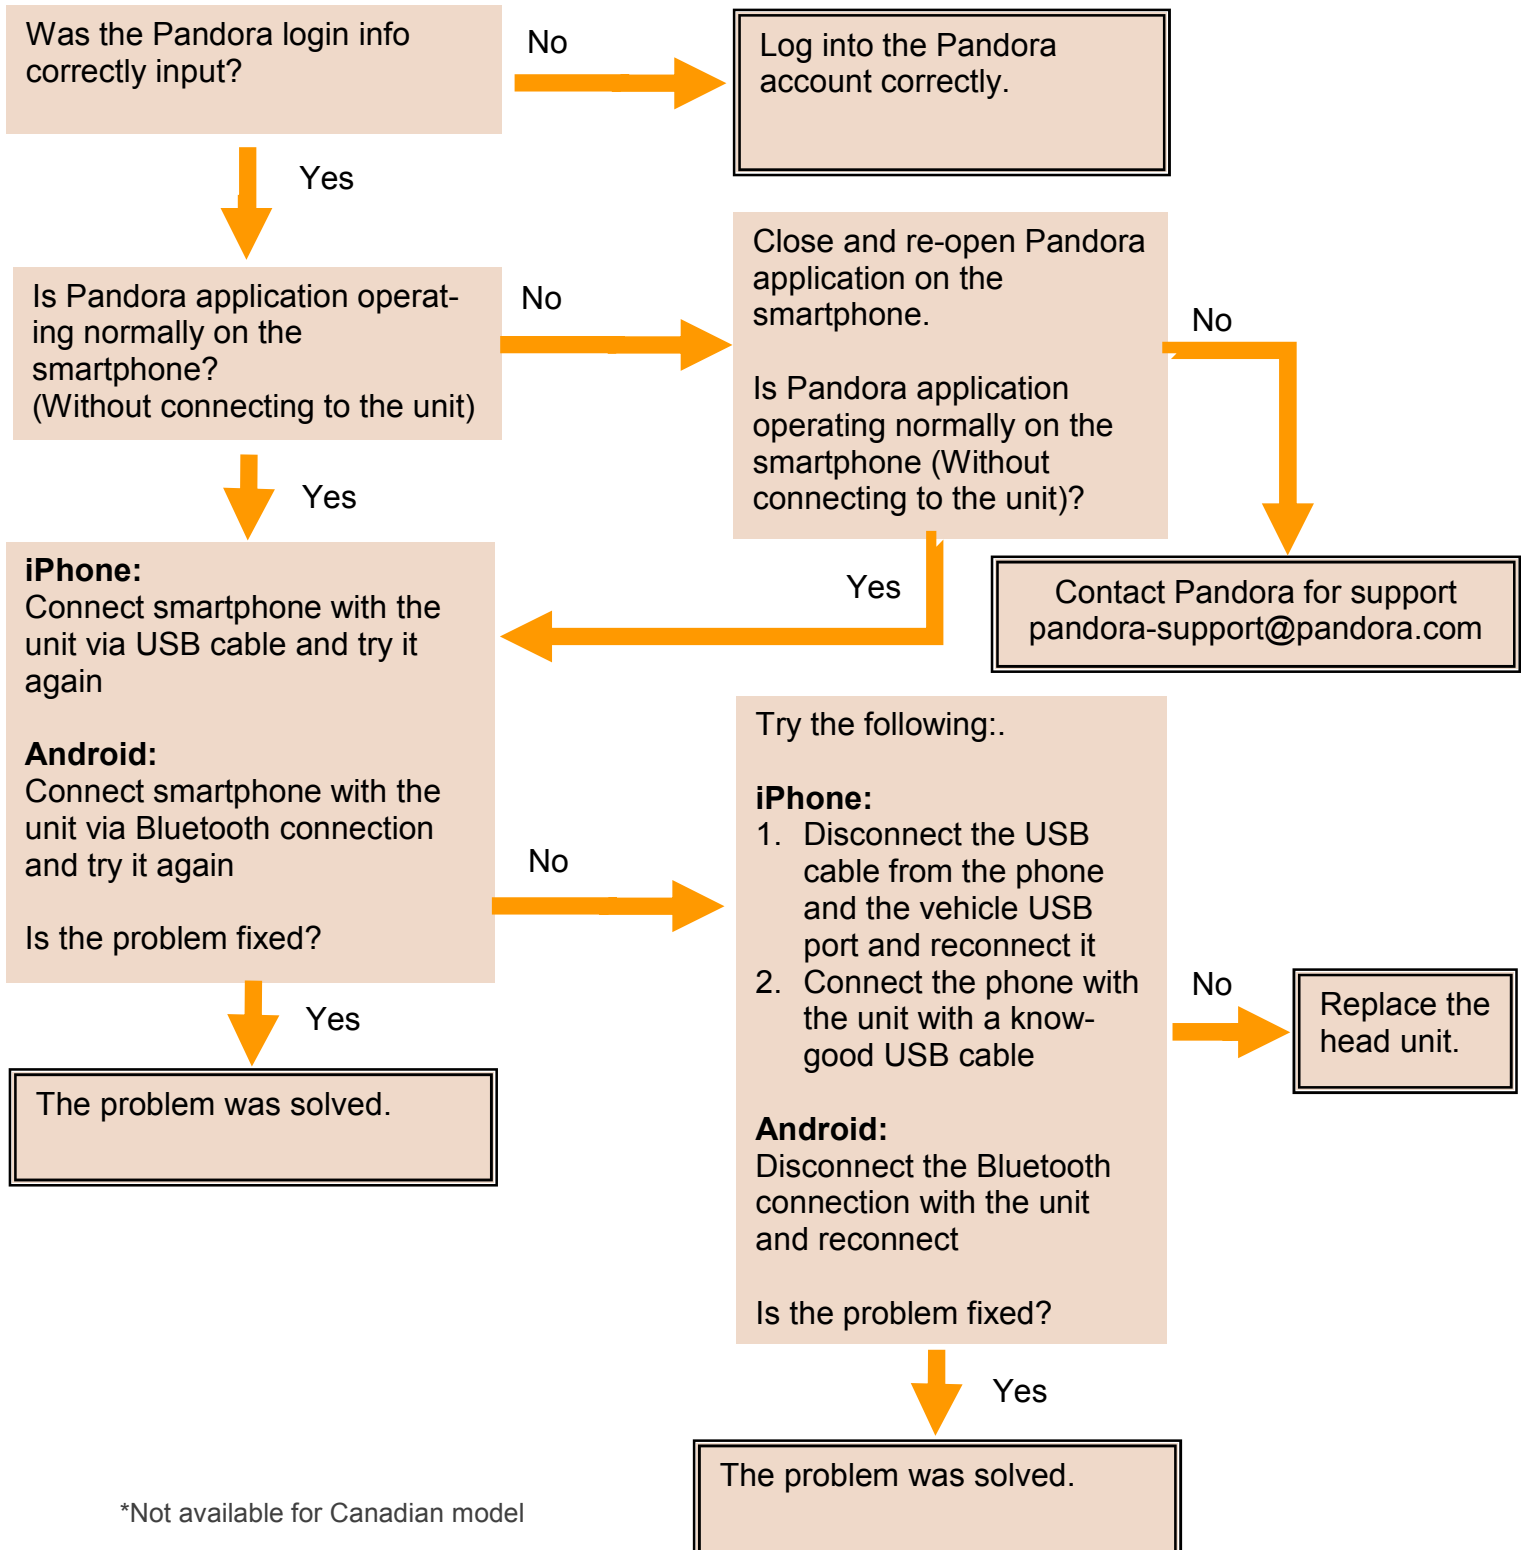 Was the Pandora login info
correctly input?
No
Log into the Pandora
account correctly.
Yes
Is Pandora application operat-
ing normally on the
smartphone?
(Without connecting to the unit)
No
Close and re-open Pandora
application on the
smartphone.
Is Pandora application
operating normally on the
smartphone (Without
connecting to the unit)?
No
Yes
Yes
Contact Pandora for support
pandora-support@pandora.com
iPhone:
Connect smartphone with the
unit via USB cable and try it
again
Android:
Connect smartphone with the
unit via Bluetooth connection
and try it again
Is the problem fixed?
No
Try the following:.
iPhone:
1. Disconnect the USB
cable from the phone
and the vehicle USB
port and reconnect it
2. Connect the phone with
the unit with a know-
good USB cable
Android:
Disconnect the Bluetooth
connection with the unit
and reconnect
Is the problem fixed?
No
Replace the
head unit.
Yes
The problem was solved.
Yes
The problem was solved.
*Not available for Canadian model